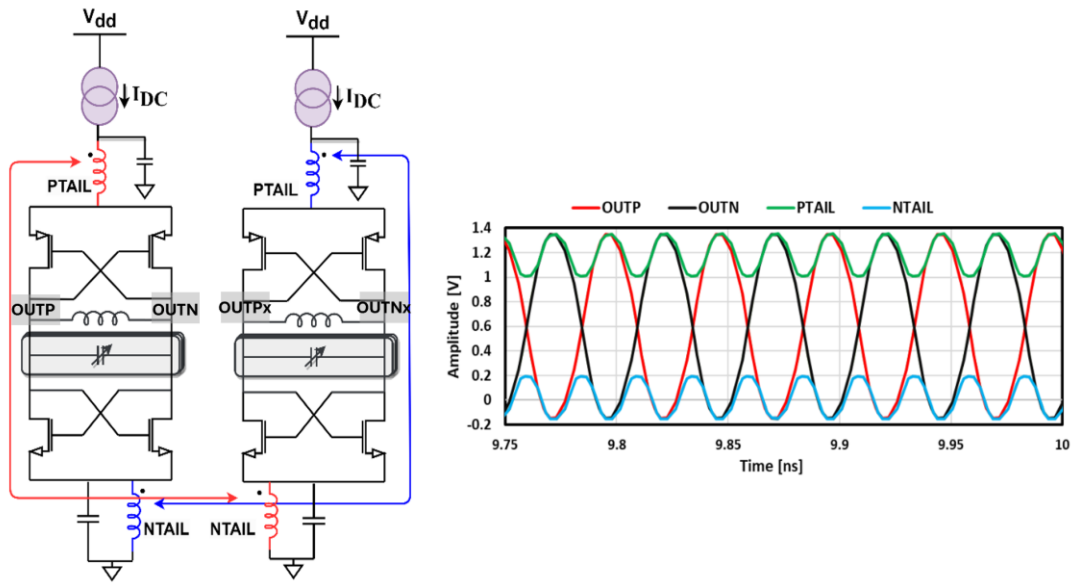 Vdd Vdd
IDC IDC
PTAIL PTAIL
OUTP OUTN OUTPx OUTNx
NTAIL NTAIL
OUTP OUTN PTAIL NTAIL
1.4
1.2
1
0.8
0.6
0.4
0.2
0
-0.2
Amplitude [V]
9.75 9.8 9.85 9.9 9.95 10
Time [ns]